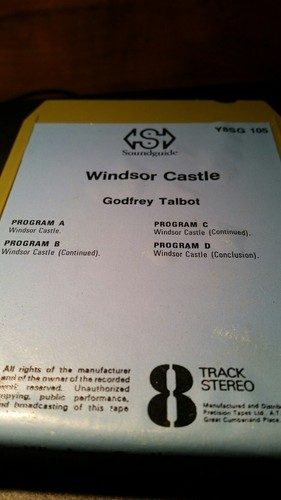 S
Y8SG 105
Soundguide
Windsor Castle
Godfrey Talbot
PROGRAM A
Windsor Castle.
PROGRAM B
Windsor Castle (Continued).
PROGRAM C
Windsor Castle (Continued).
PROGRAM D
Windsor Castle (Conclusion).
All rights of the manufacturer
and of the owner of the recorded
work reserved. Unauthorized
copying, public performance,
and broadcasting of this tape
8 TRACK
STEREO
Manufactured and Distrib
Precision Tapes Ltd., A.T.
Great Cumberland Place,